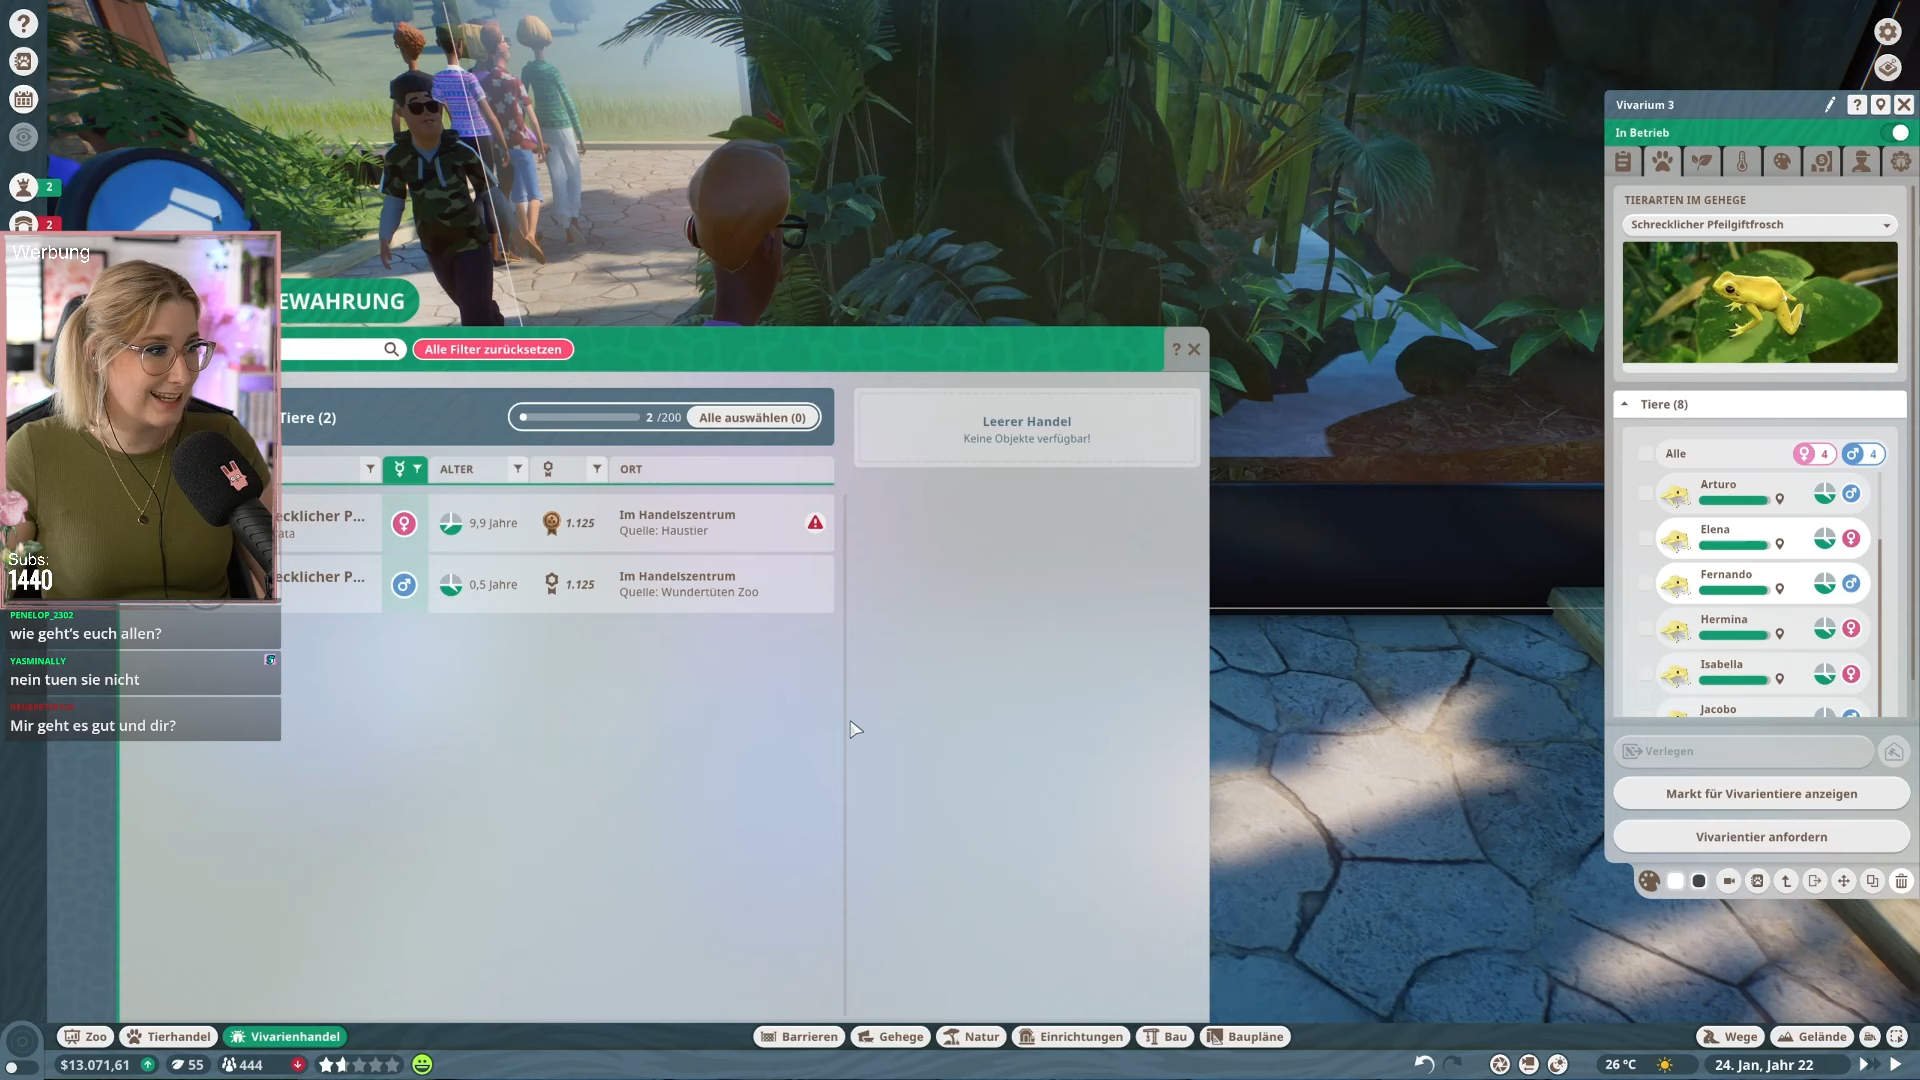 2
2
Werbung
EWAHRUNG
Alle Filter zurücksetzen
Tiere (2)
2 /200
Alle auswählen (0)
Leerer Handel
Keine Objekte verfügbar!
ALTER
ORT
ecklicher P...
ata
9,9 Jahre
1.125
Im Handelszentrum
Quelle: Haustier
ecklicher P...
0,5 Jahre
1.125
Im Handelszentrum
Quelle: Wundertüten Zoo
Subs:
1440
PENELOP_2302
wie geht's euch allen?
YASMINALLY
nein tuen sie nicht
Mir geht es gut und dir?
Vivarium 3
In Betrieb
TIERARTEN IM GEHEGE
Schrecklicher Pfeilgiftfrosch
Tiere (8)
Alle
4
4
Arturo
Elena
Fernando
Hermina
Isabella
Jacobo
Verlegen
Markt für Vivarientiere anzeigen
Vivarientier anfordern
Zoo
Tierhandel
Vivarienhandel
Barrieren
Gehege
Natur
Einrichtungen
Bau
Baupläne
Wege
Gelände
$13.071,61
55
444
26 °C
24. Jan, Jahr 22